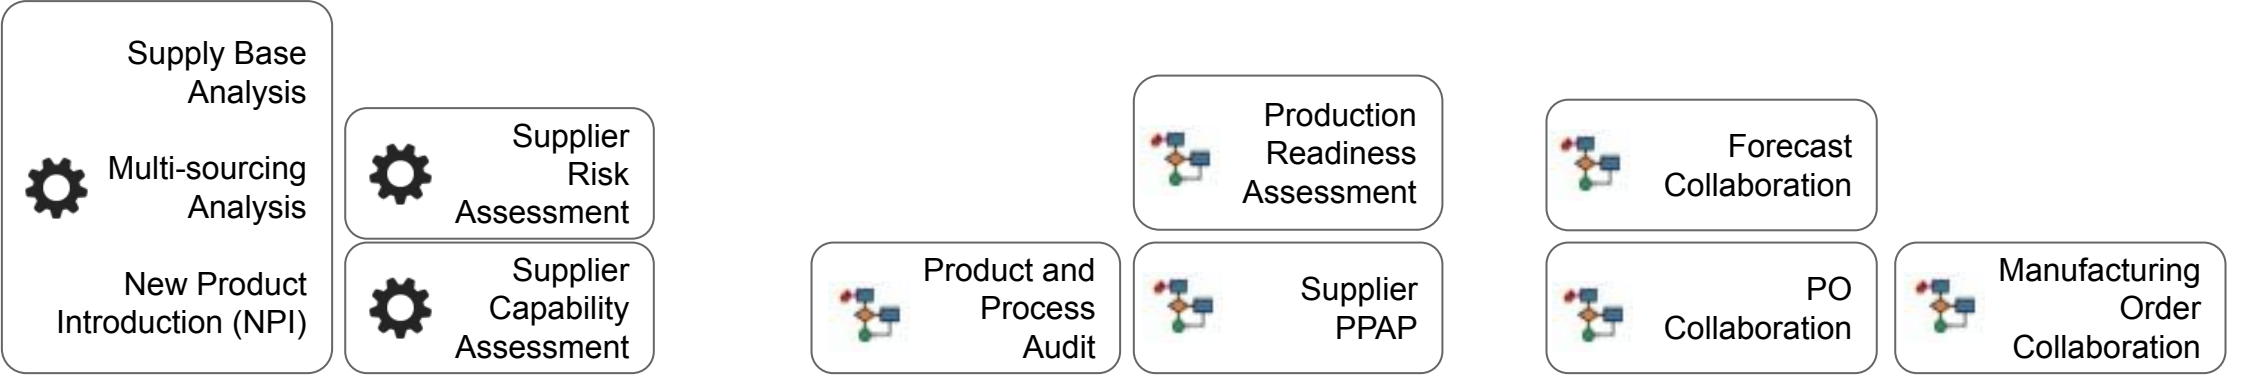 Supply Base
Analysis
Multi-sourcing
Analysis
New Product
Introduction (NPI)
Supplier
Risk
Assessment
Supplier
Capability
Assessment
Product and
Process
Audit
Production
Readiness
Assessment
Supplier
PPAP
Forecast
Collaboration
PO
Collaboration
Manufacturing
Order
Collaboration